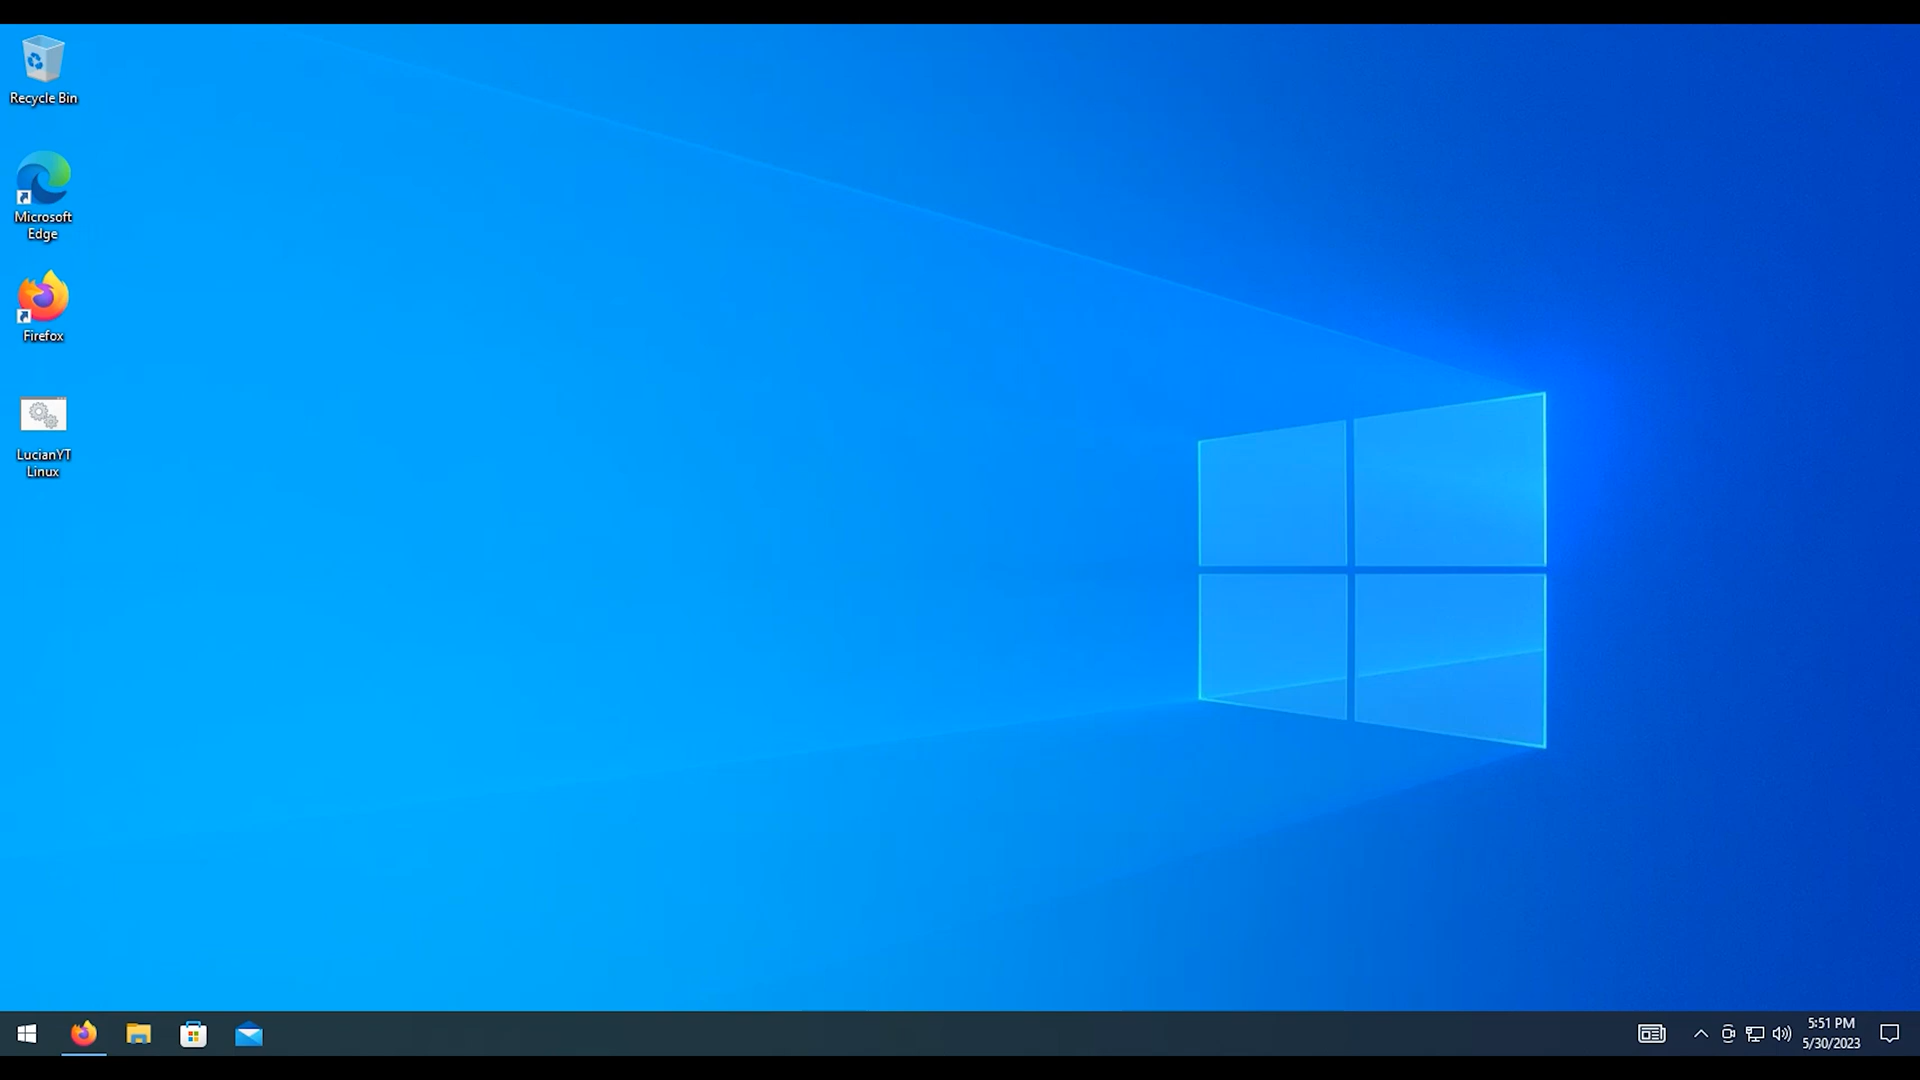 Recycle Bin
Microsoft
Edge
Firefox
LucianYT
Linux
5:51 PM
5/30/2023